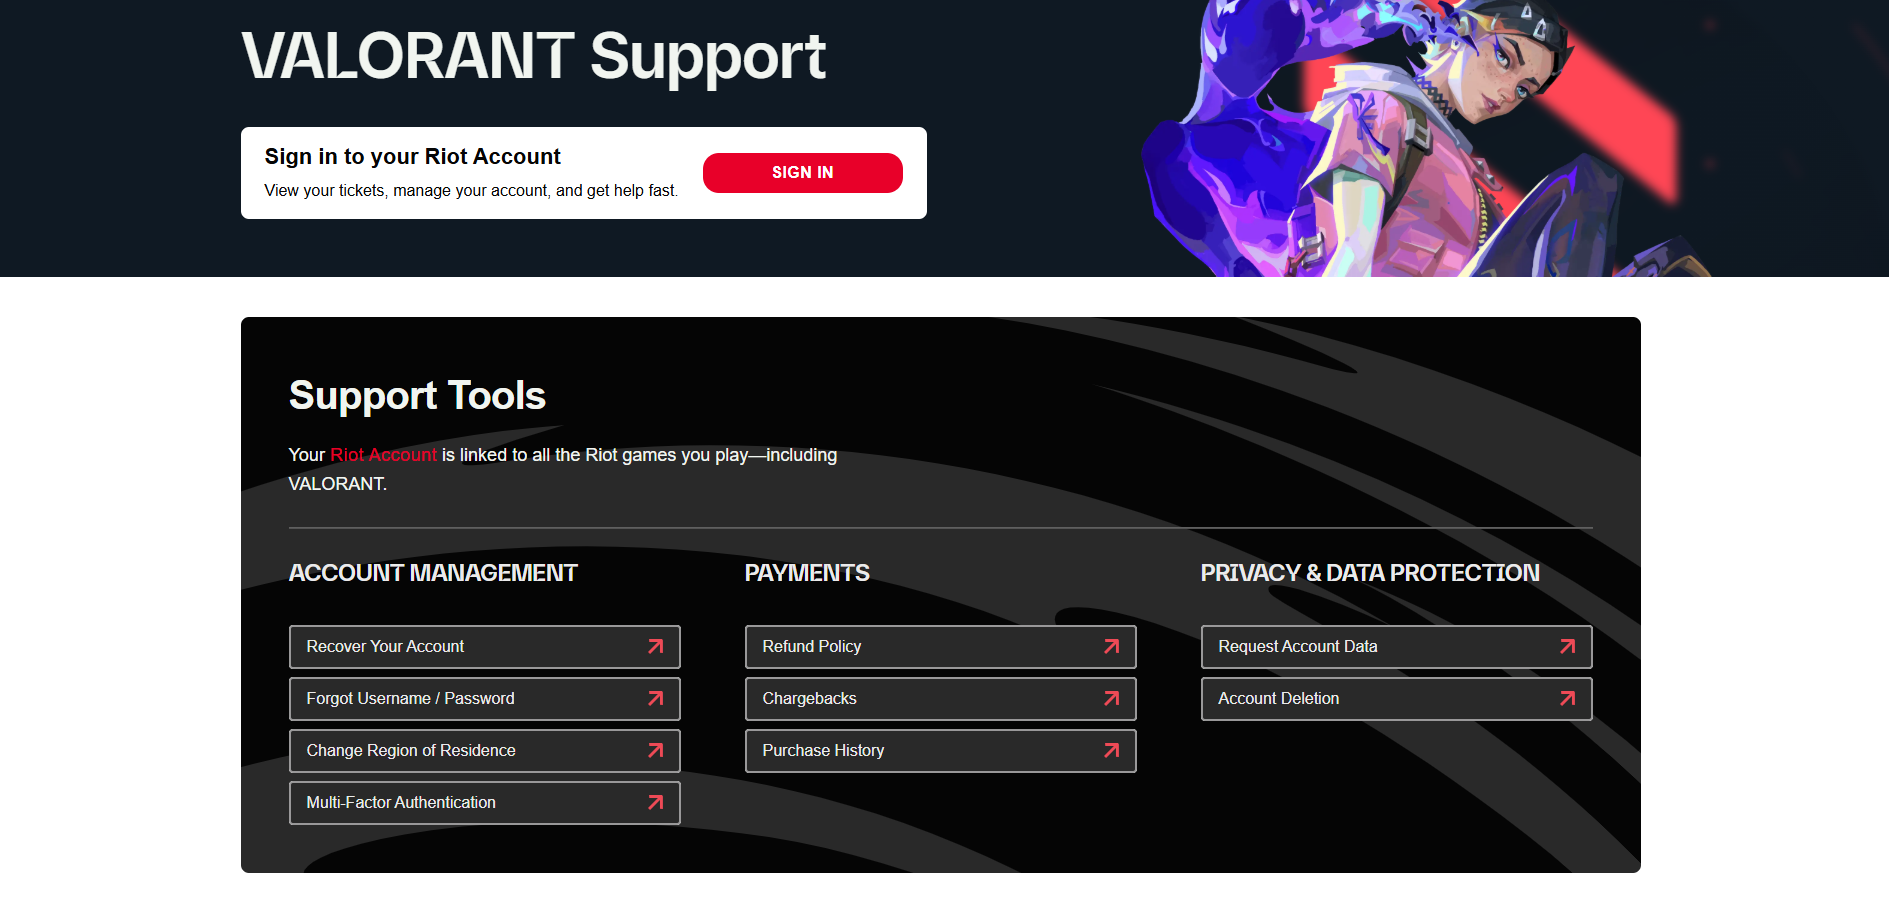 VALORANT Support
Sign in to your Riot Account
View your tickets, manage your account, and get help fast.
SIGN IN
Support Tools
Your Riot Account is linked to all the Riot games you play—including
VALORANT.
ACCOUNT MANAGEMENT
Recover Your Account
Forgot Username / Password
Change Region of Residence
Multi-Factor Authentication
PAYMENTS
Refund Policy
Chargebacks
Purchase History
PRIVACY & DATA PROTECTION
Request Account Data
Account Deletion